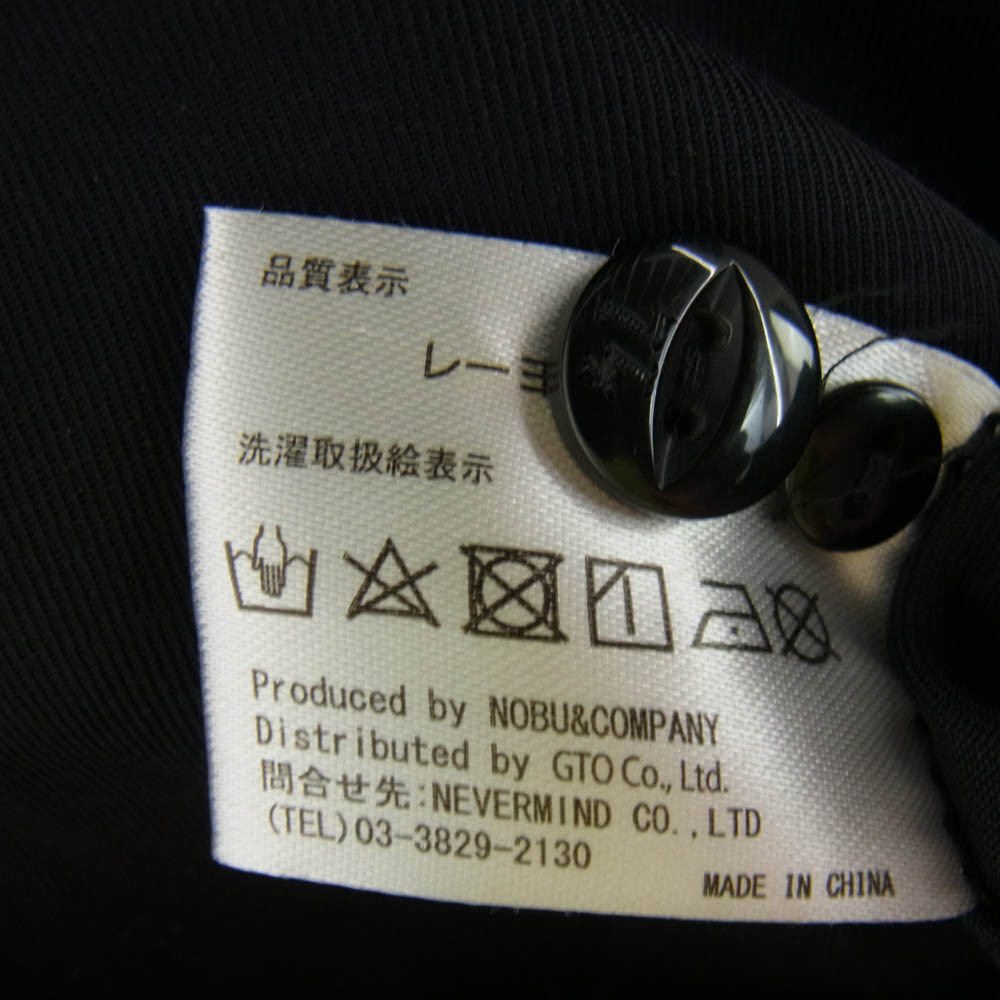 品質表示
レーヨ
洗濯取扱絵表示
Produced by NOBU&COMPANY
Distributed by GTO Co., Ltd.
問合せ先:NEVERMIND CO.,LTD
(TEL)03-3829-2130
MADE IN CHINA